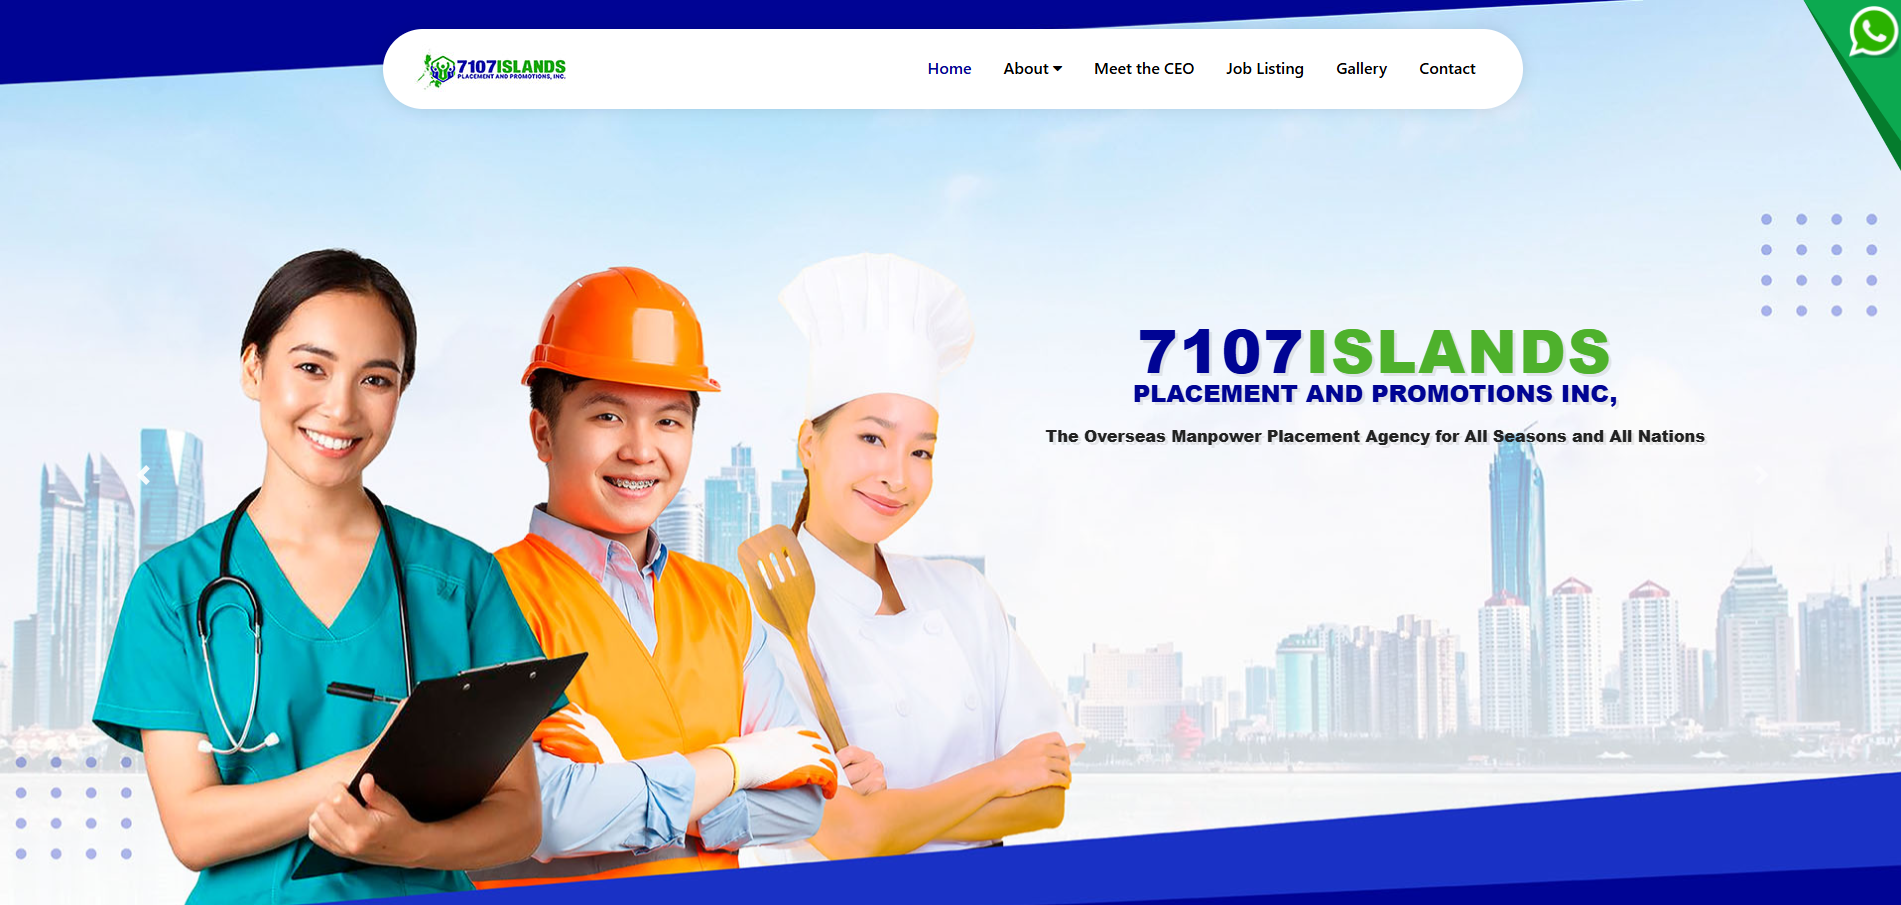 7107ISLANDS
PLACEMENT AND PROMOTIONS, INC.
Home About Meet the CEO Job Listing Gallery Contact
7107ISLANDS
PLACEMENT AND PROMOTIONS INC,
The Overseas Manpower Placement Agency for All Seasons and All Nations